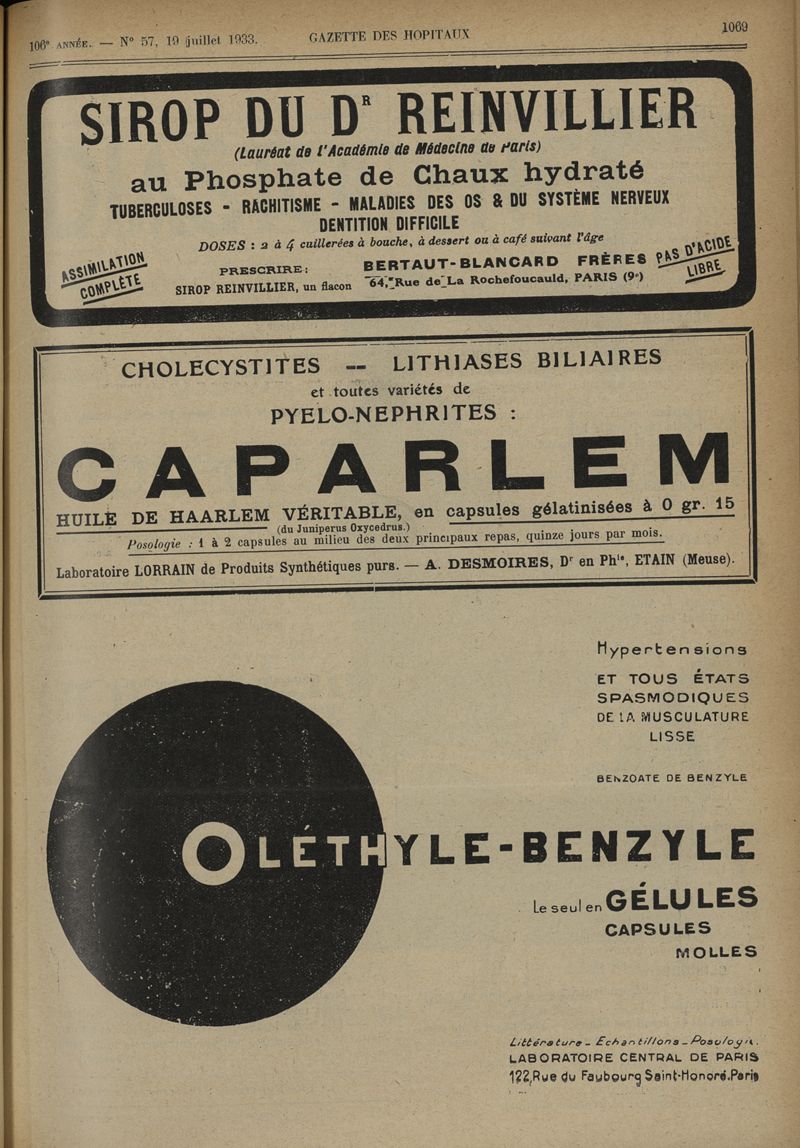 106e ANNÉE. — N° 57, 19 juillet 1933.
GAZETTE DES HOPITAUX
1069
SIROP DU DR REINVILLIER
(Lauréat de l'Académie de Médecine de Paris)
au Phosphate de Chaux hydraté
TUBERCULOSES - RACHITISME - MALADIES DES OS & DU SYSTÈME NERVEUX
DENTITION DIFFICILE
DOSES : 2 à 4 cuillerées à bouche, à dessert ou à café suivant l'âge
ASSIMILATION
COMPLÈTE
PRESCRIRE :
SIROP REINVILLIER, un flacon
BERTAUT-BLANCARD FRÈRES
64, Rue de La Rochefoucauld, PARIS (9e)
PAS D'ACIDE
LIBRE
CHOLECYSTITES — LITHIASES BILIAIRES
et toutes variétés de
PYELO-NEPHRITES :
CAPARLEM
HUILE DE HAARLEM VÉRITABLE, en capsules gélatinisées à 0 gr. 15
(du Juniperus Oxycedrus.)
Posologie : 1 à 2 capsules au milieu des deux principaux repas, quinze jours par mois.
Laboratoire LORRAIN de Produits Synthétiques purs. — A. DESMOIRES, Dr en Phie, ETAIN (Meuse).
Hypertensions
ET TOUS ÉTATS
SPASMODIQUES
DE LA MUSCULATURE
LISSE
BENZOATE DE BENZYLE
OLÉTHYLE-BENZYLE
Le seul en GÉLULES
CAPSULES
MOLLES
Littérature - Echantillons - Posologie.
LABORATOIRE CENTRAL DE PARIS
122, Rue du Faubourg Saint-Honoré, Paris